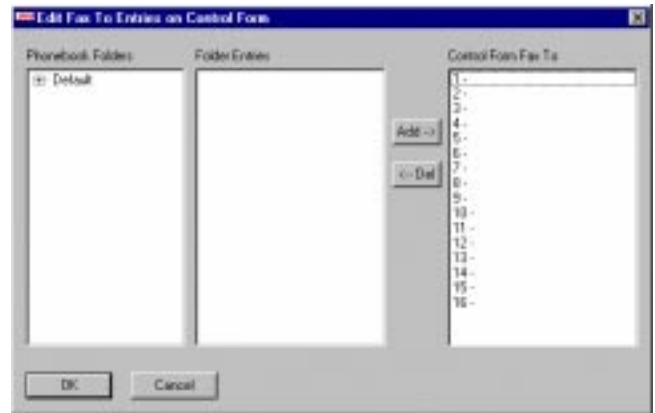 Edit Fax To Entries on Control Form
Phonebook Folders
Folder Entries
Control Form Fax To
Default
1 -
2 -
3 -
4 -
5 -
6 -
7 -
8 -
9 -
10 -
11 -
12 -
13 -
14 -
15 -
16 -
Add -->
<-- Del
OK
Cancel